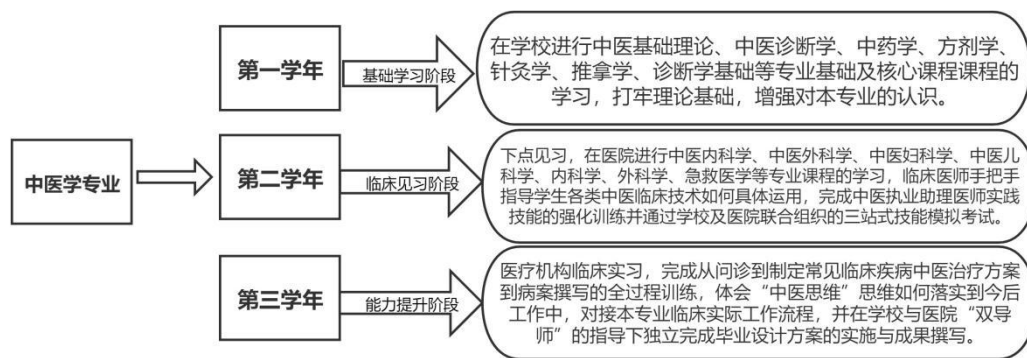 中医学专业
第一学年
基础学习阶段
在学校进行中医基础理论、中医诊断学、中药学、方剂学、
针灸学、推拿学、诊断学基础等专业基础及核心课程课程的
学习，打牢理论基础，增强对本专业的认识。
第二学年
临床见习阶段
下点见习，在医院进行中医内科学、中医外科学、中医妇科学、中医儿
科学、内科学、外科学、急救医学等专业课程的学习，临床医师手把手
指导学生各类中医临床技术如何具体运用，完成中医执业助理医师实践
技能的强化训练并通过学校及医院联合组织的三站式技能模拟考试。
第三学年
能力提升阶段
医疗机构临床实习，完成从问诊到制定常见临床疾病中医治疗方案
到病案撰写的全过程训练，体会“中医思维”思维如何落实到今后
工作中，对接本专业临床实际工作流程，并在学校与医院“双导
师”的指导下独立完成毕业设计方案的实施与成果撰写。